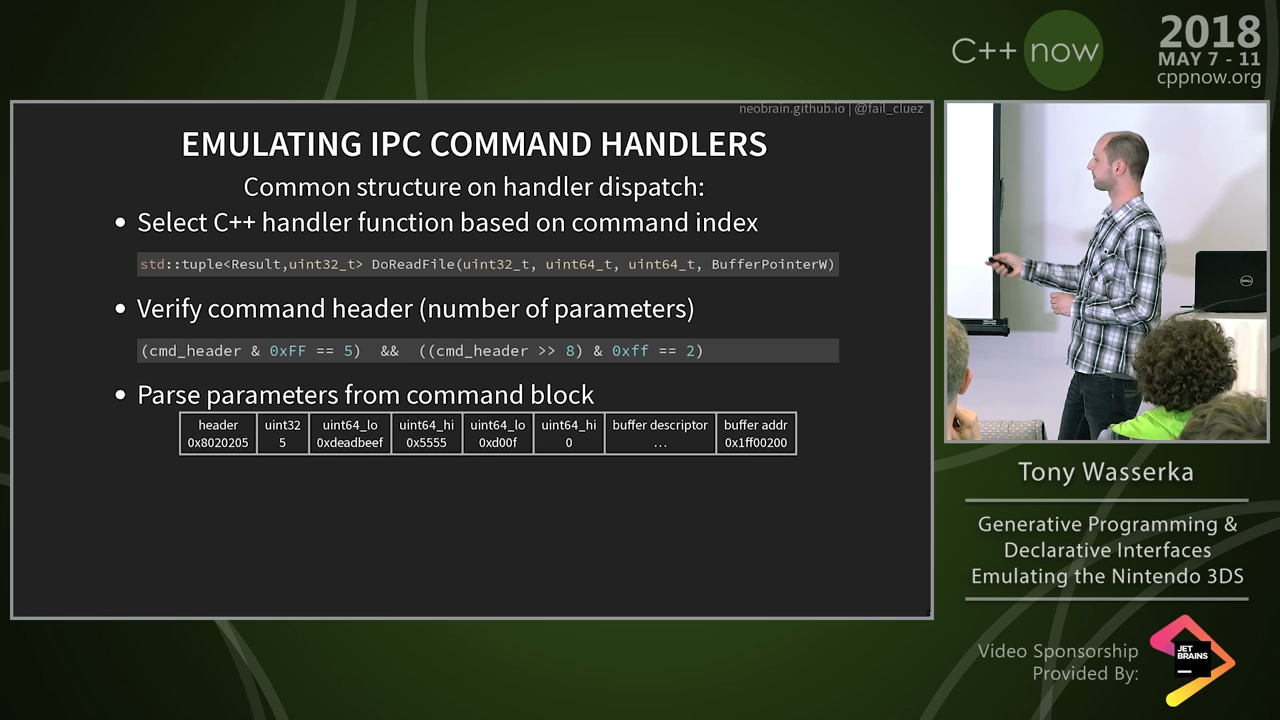 C++ now
2018
MAY 7 - 11
cppnow.org
neobrain.github.io | @fail_cluez
EMULATING IPC COMMAND HANDLERS
Common structure on handler dispatch:
• Select C++ handler function based on command index
std::tuple<Result,uint32_t> DoReadFile(uint32_t, uint64_t, uint64_t, BufferPointerW)
• Verify command header (number of parameters)
(cmd_header & 0xFF == 5) && ((cmd_header >> 8) & 0xff == 2)
• Parse parameters from command block
header uint32 uint64_lo uint64_hi uint64_lo uint64_hi buffer descriptor buffer addr
0x8020205 5 0xdeadbeef 0x5555 0xd00f 0 ... 0x1ff00200
DELL
Tony Wasserka
Generative Programming &
Declarative Interfaces
Emulating the Nintendo 3DS
Video Sponsorship
Provided By:
JET
BRAINS